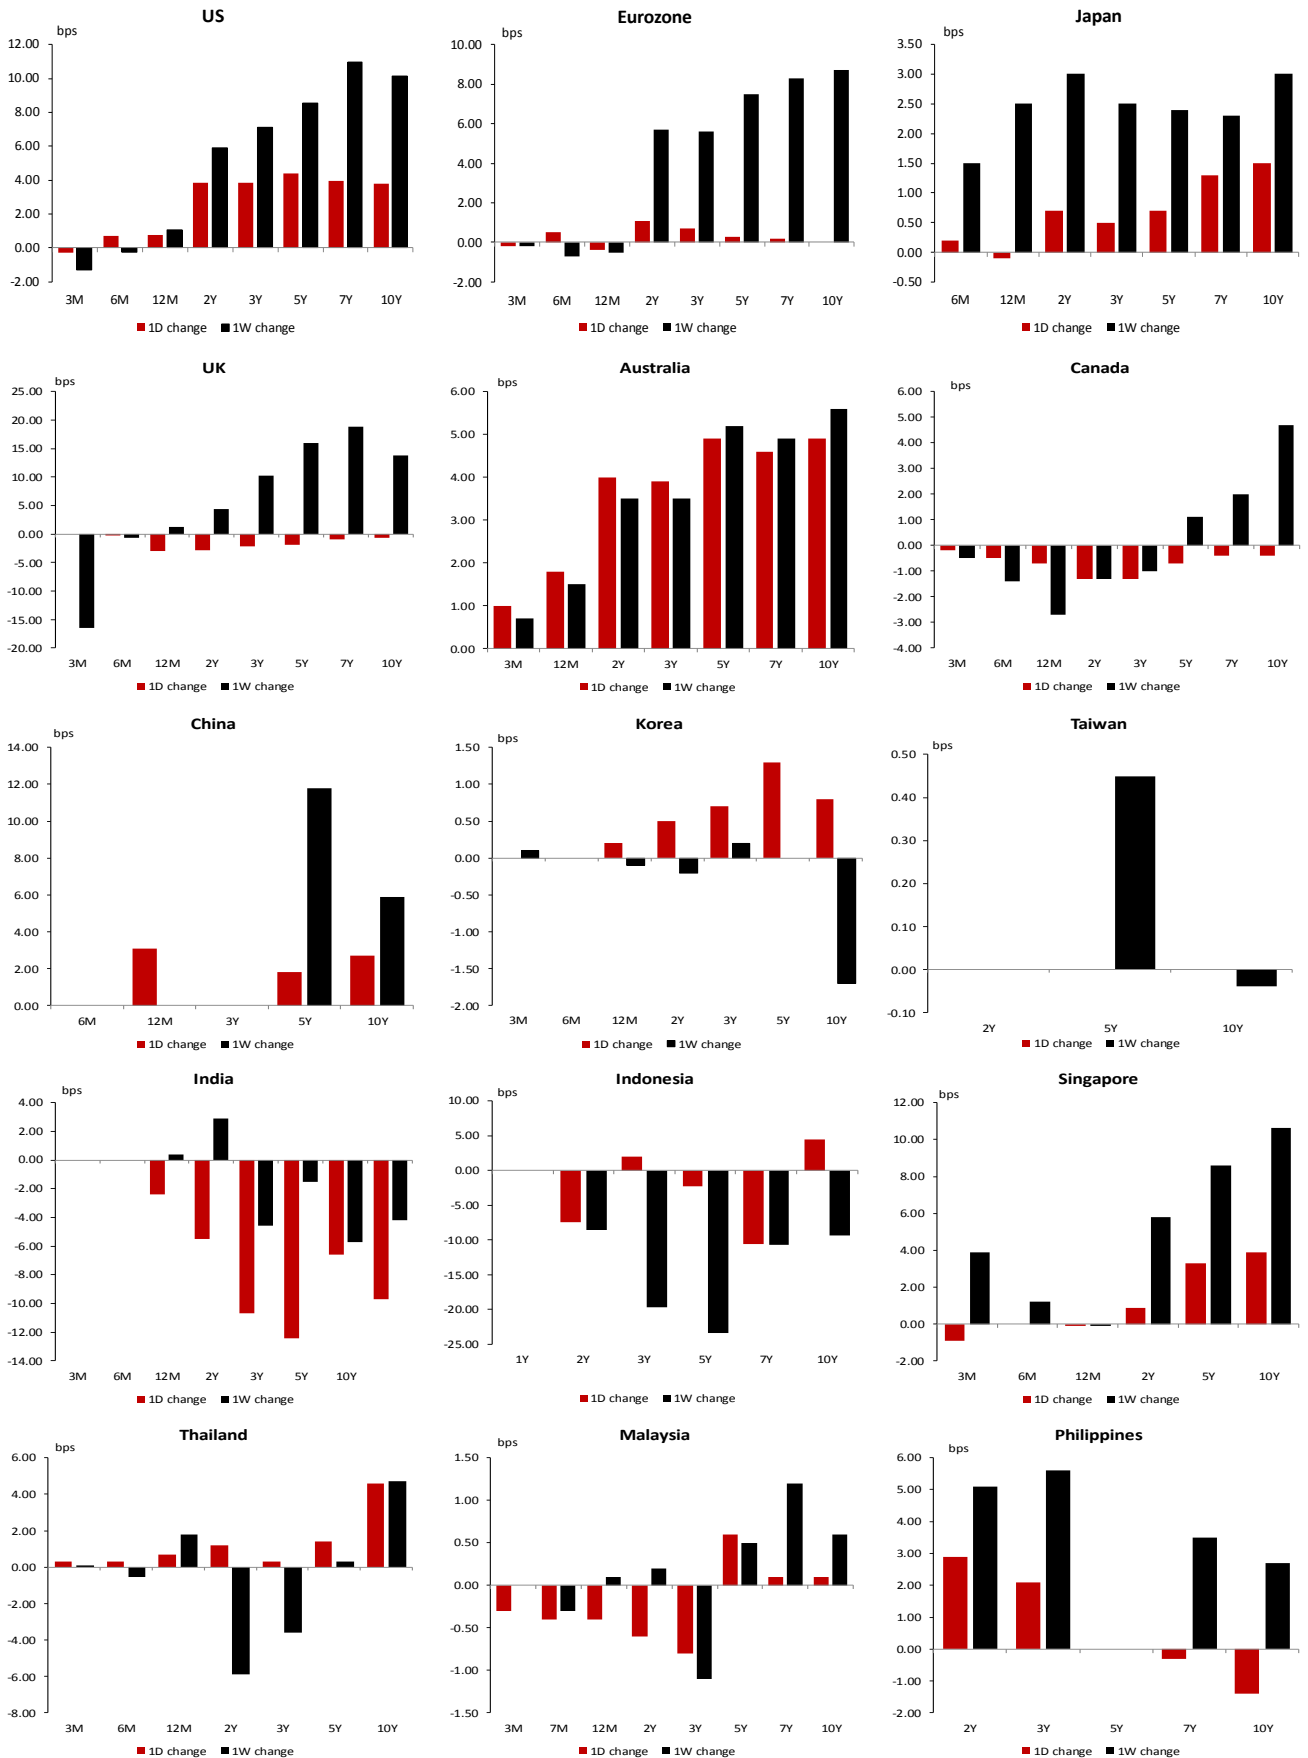 US
bps
12.00
10.00
8.00
6.00
4.00
2.00
0.00
-2.00
3M 6M 12M 2Y 3Y 5Y 7Y 10Y
1D change 1W change
Eurozone
bps
10.00
8.00
6.00
4.00
2.00
0.00
-2.00
3M 6M 12M 2Y 3Y 5Y 7Y 10Y
1D change 1W change
Japan
bps
3.50
3.00
2.50
2.00
1.50
1.00
0.50
0.00
-0.50
6M 12M 2Y 3Y 5Y 7Y 10Y
1D change 1W change
UK
bps
25.00
20.00
15.00
10.00
5.00
0.00
-5.00
-10.00
-15.00
-20.00
3M 6M 12M 2Y 3Y 5Y 7Y 10Y
1D change 1W change
Australia
bps
6.00
5.00
4.00
3.00
2.00
1.00
0.00
3M 12M 2Y 3Y 5Y 7Y 10Y
1D change 1W change
Canada
bps
6.00
5.00
4.00
3.00
2.00
1.00
0.00
-1.00
-2.00
-3.00
-4.00
3M 6M 12M 2Y 3Y 5Y 7Y 10Y
1D change 1W change
China
bps
14.00
12.00
10.00
8.00
6.00
4.00
2.00
0.00
6M 12M 3Y 5Y 10Y
1D change 1W change
Korea
bps
1.50
1.00
0.50
0.00
-0.50
-1.00
-1.50
-2.00
3M 6M 12M 2Y 3Y 5Y 10Y
1D change 1W change
Taiwan
bps
0.50
0.40
0.30
0.20
0.10
0.00
-0.10
2Y 5Y 10Y
1D change 1W change
India
bps
4.00
2.00
0.00
-2.00
-4.00
-6.00
-8.00
-10.00
-12.00
-14.00
3M 6M 12M 2Y 3Y 5Y 10Y
1D change 1W change
Indonesia
bps
10.00
5.00
0.00
-5.00
-10.00
-15.00
-20.00
-25.00
1Y 2Y 3Y 5Y 7Y 10Y
1D change 1W change
Singapore
bps
12.00
10.00
8.00
6.00
4.00
2.00
0.00
-2.00
3M 6M 12M 2Y 5Y 10Y
1D change 1W change
Thailand
bps
6.00
4.00
2.00
0.00
-2.00
-4.00
-6.00
-8.00
3M 6M 12M 2Y 3Y 5Y 10Y
1D change 1W change
Malaysia
bps
1.50
1.00
0.50
0.00
-0.50
-1.00
-1.50
3M 7M 12M 2Y 3Y 5Y 7Y 10Y
1D change 1W change
Philippines
bps
6.00
5.00
4.00
3.00
2.00
1.00
0.00
-1.00
-2.00
2Y 3Y 5Y 7Y 10Y
1D change 1W change